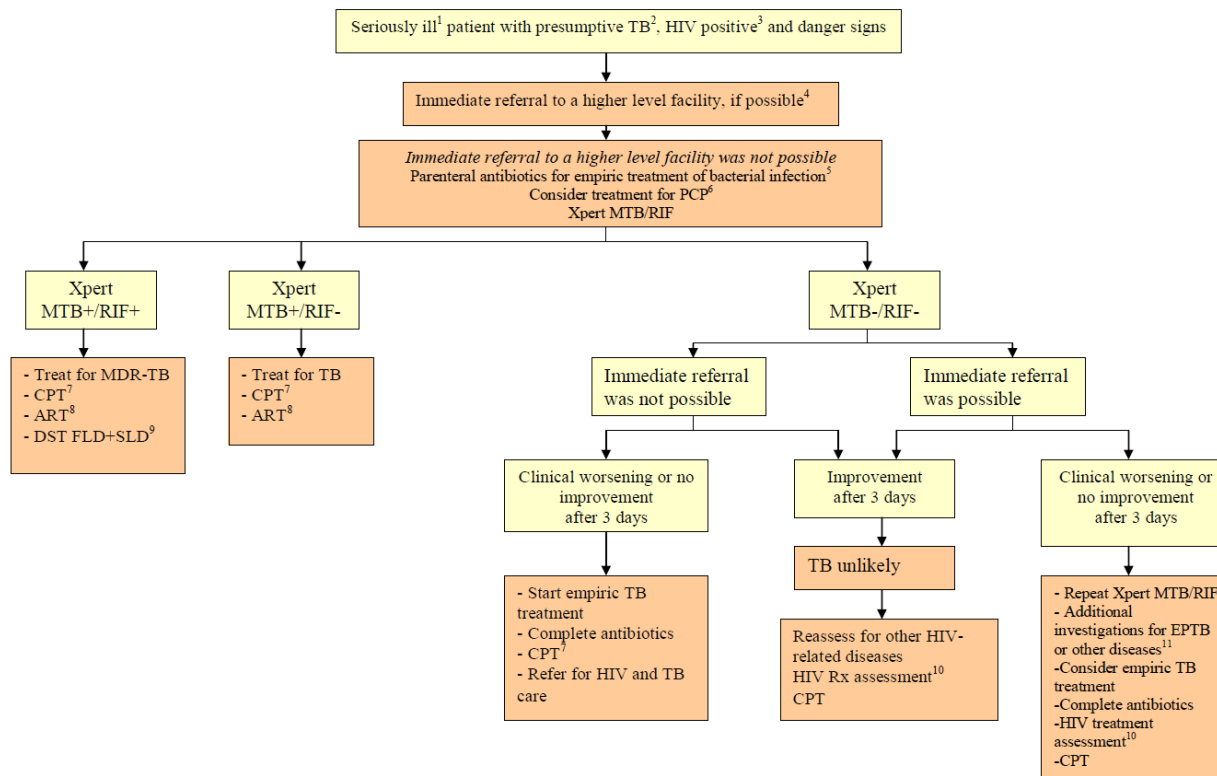 Seriously ill1 patient with presumptive TB2, HIV positive3 and danger signs
Immediate referral to a higher level facility, if possible4
Immediate referral to a higher level facility was not possible
Parenteral antibiotics for empiric treatment of bacterial infection5
Consider treatment for PCP6
Xpert MTB/RIF
Xpert
MTB+/RIF+
Xpert
MTB+/RIF-
Xpert
MTB-/RIF-
- Treat for MDR-TB
- CPT7
- ART8
- DST FLD+SLD9
- Treat for TB
- CPT7
- ART8
Immediate referral
was not possible
Immediate referral
was possible
Clinical worsening or no
improvement
after 3 days
Improvement
after 3 days
Clinical worsening or
no improvement
after 3 days
- Start empiric TB
treatment
- Complete antibiotics
- CPT7
- Refer for HIV and TB
care
TB unlikely
Reassess for other HIV-
related diseases
HIV Rx assessment10
CPT
- Repeat Xpert MTB/RIF
- Additional
investigations for EPTB
or other diseases11
-Consider empiric TB
treatment
-Complete antibiotics
-HIV treatment
assessment10
-CPT